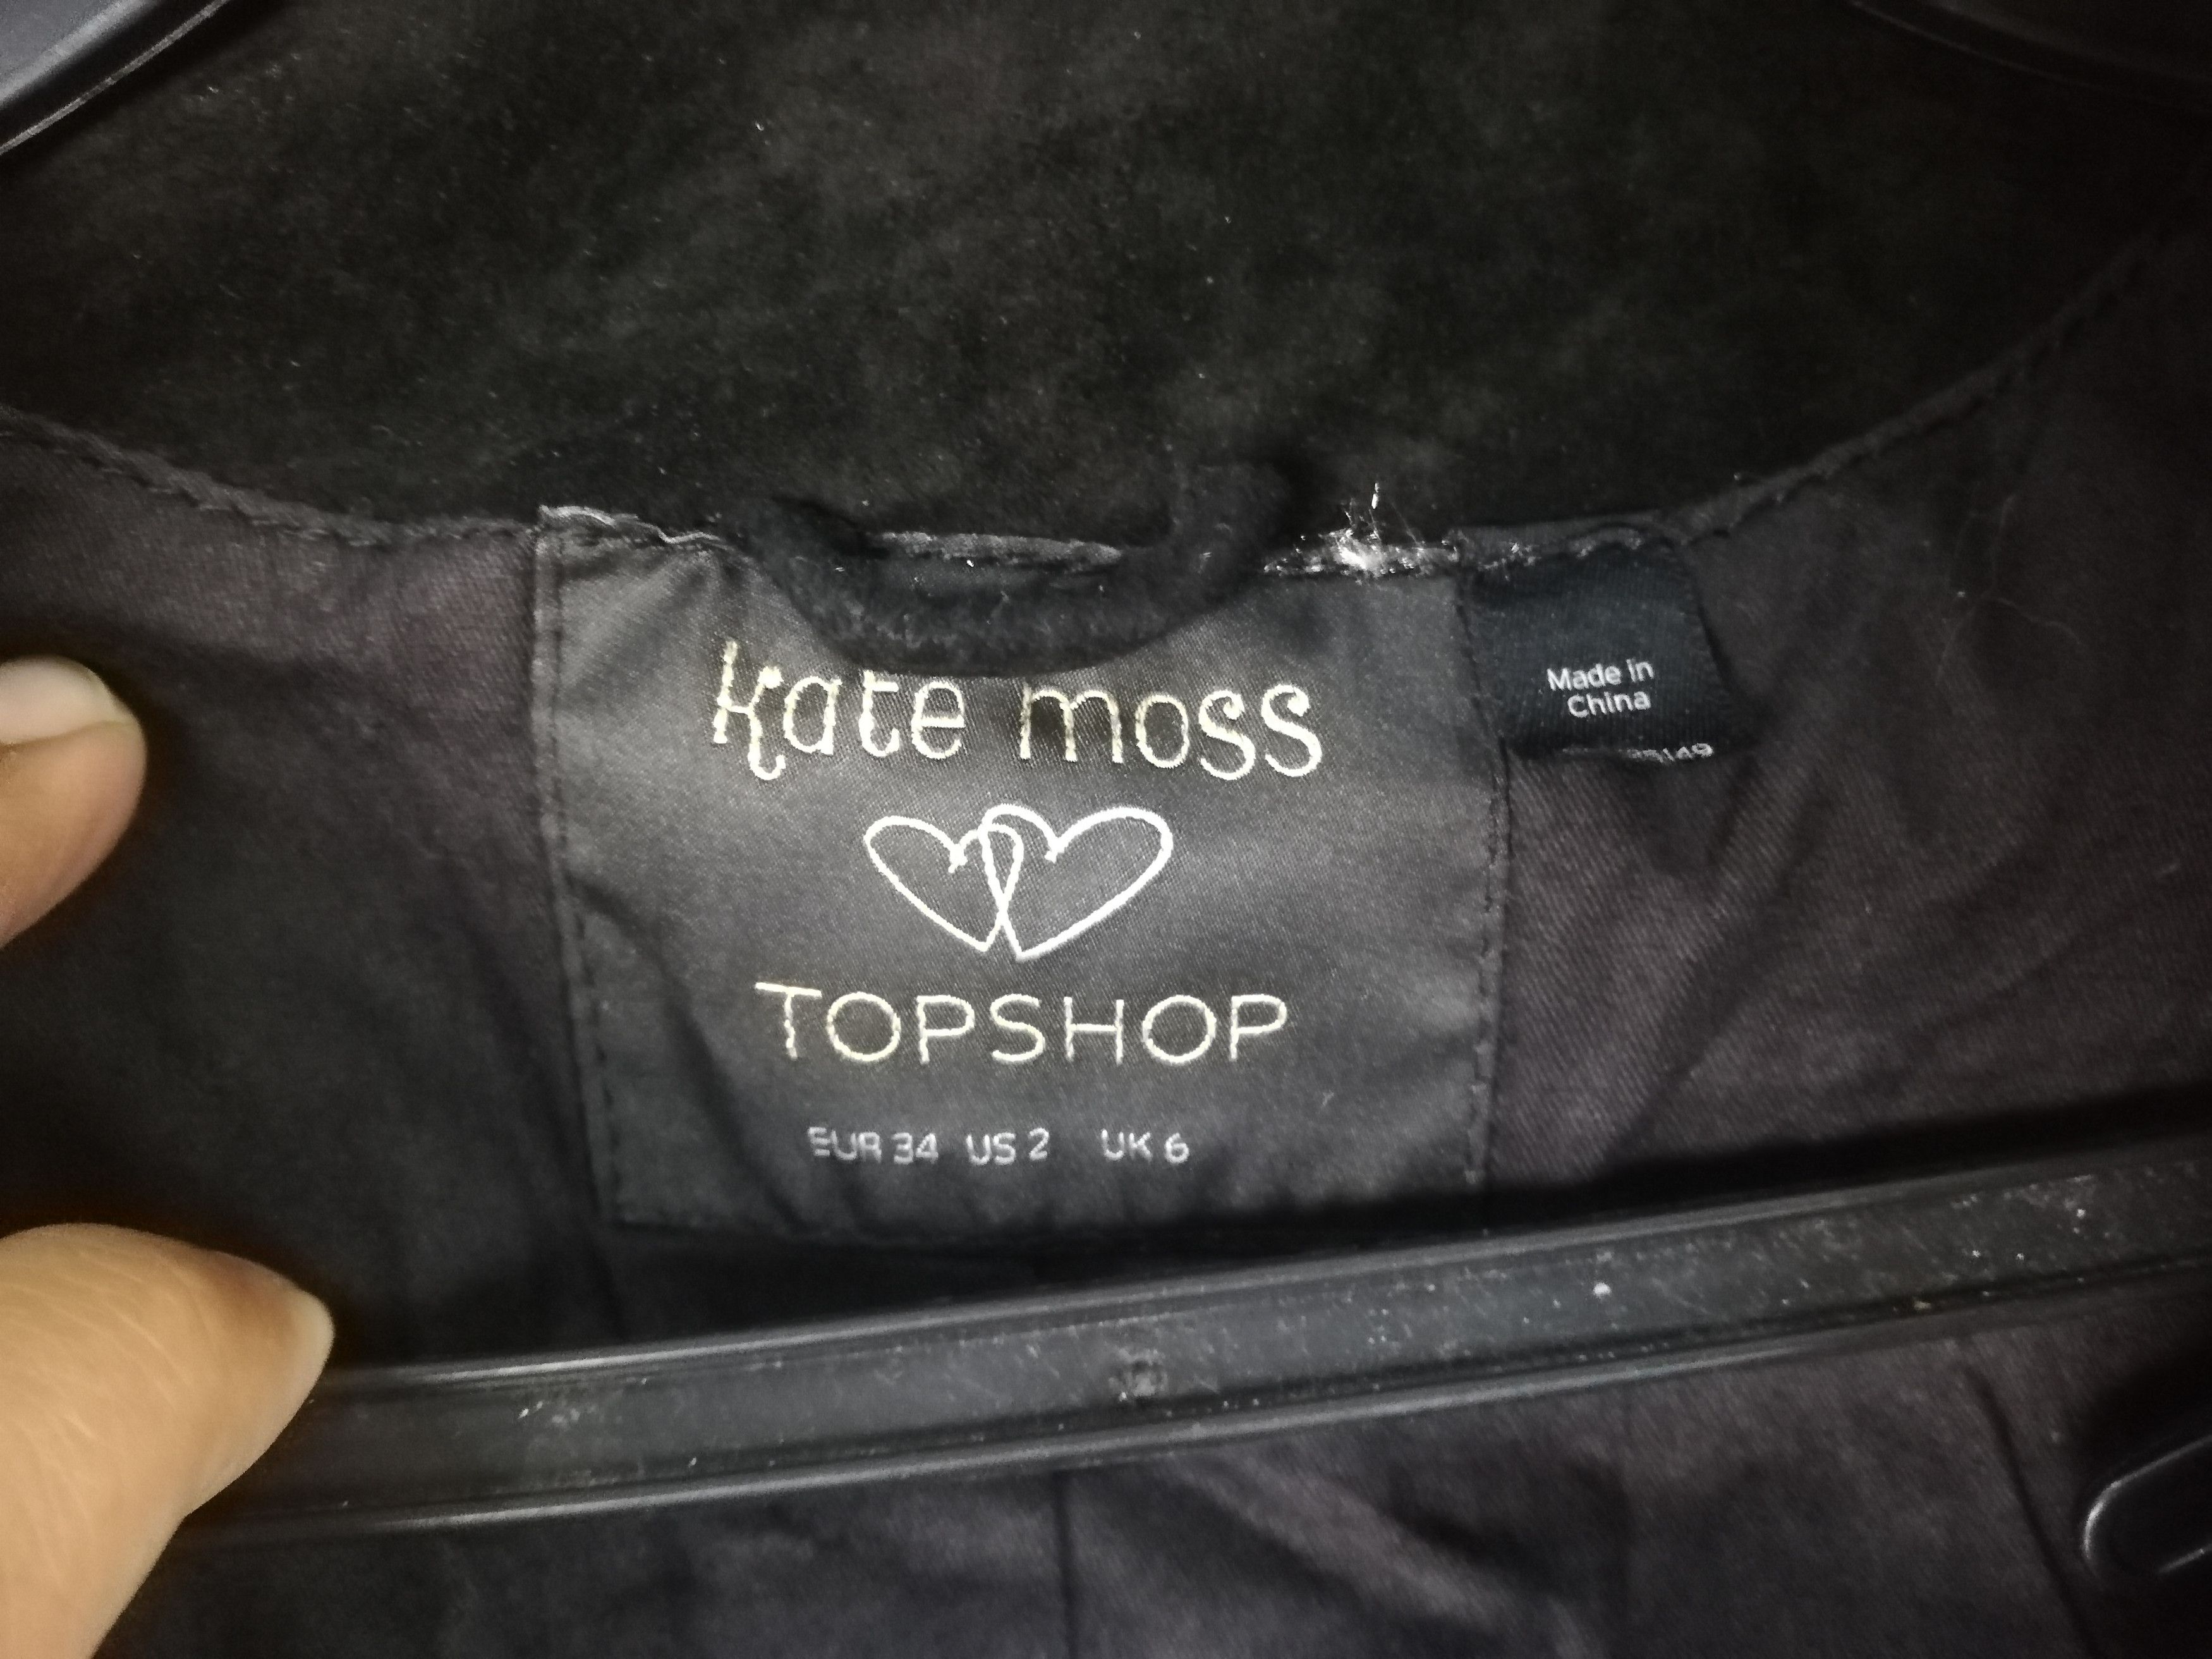 kate moss
TOPSHOP
EUR 34 US 2 UK 6
Made in
China